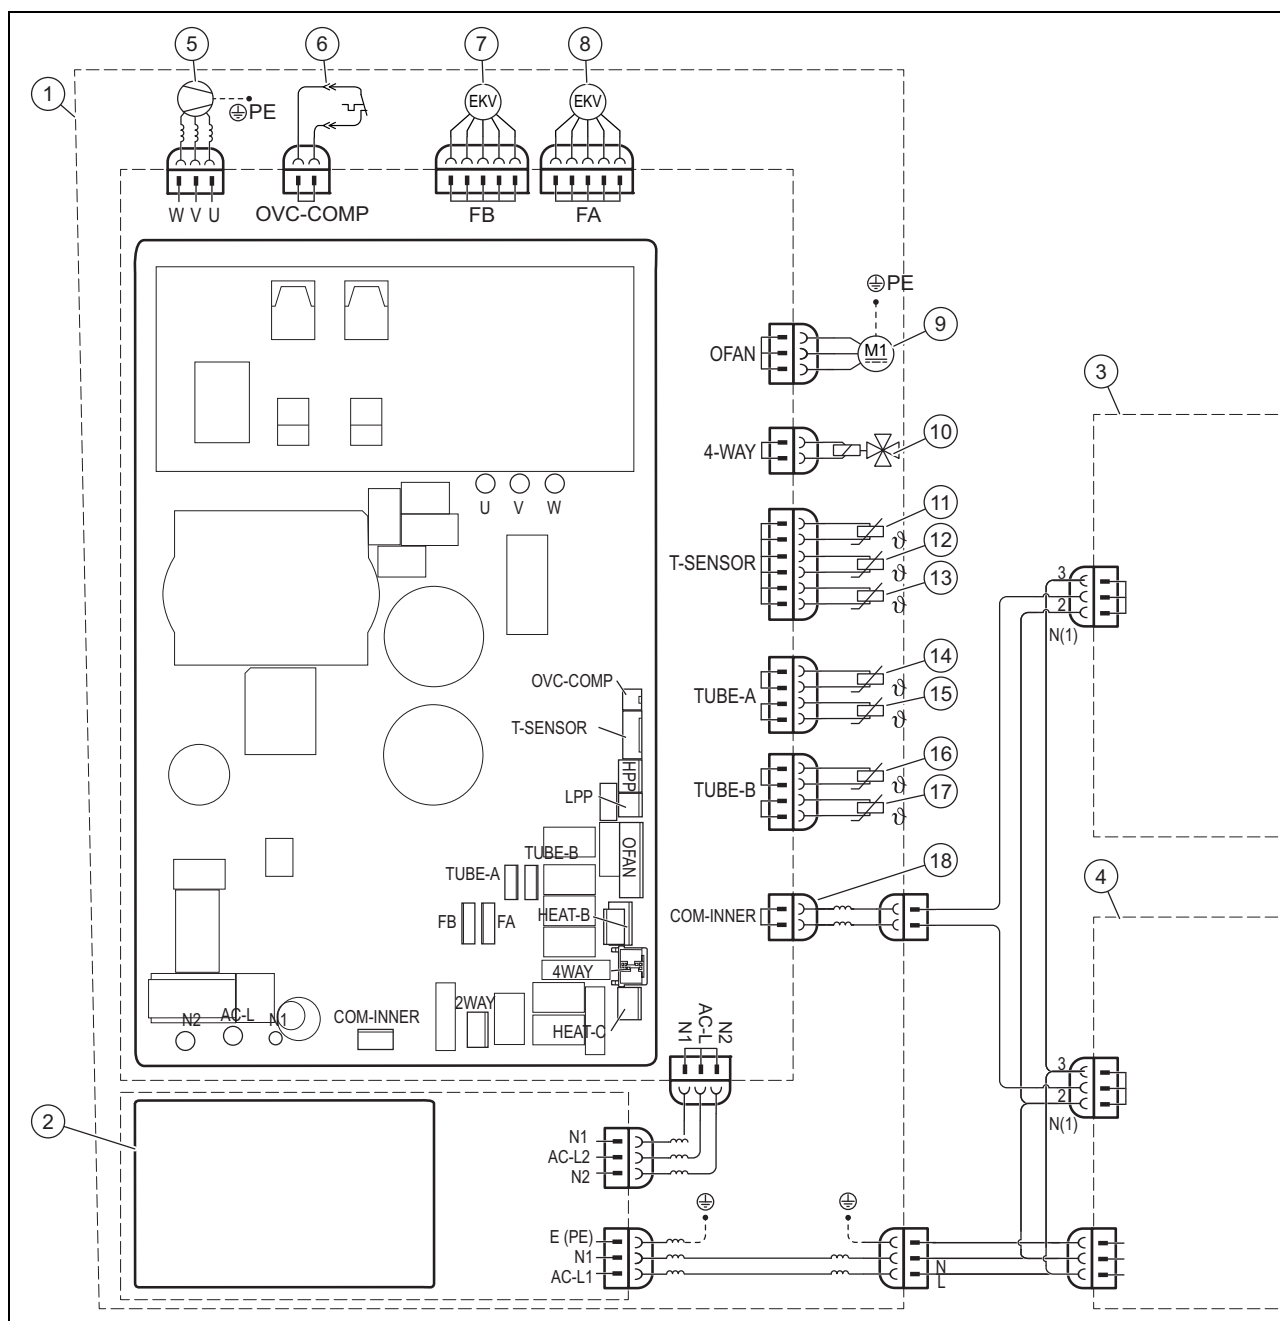 5
6
7
8
1
EKV
EKV
PE
W V U
OVC-COMP
FB
FA
PE
9
OFAN
M1
3
10
4-WAY
U
V
W
11
ϑ
12
T-SENSOR
ϑ
13
ϑ
3
2
N(1)
14
OVC-COMP
TUBE-A
ϑ
15
T-SENSOR
ϑ
16
HPP
LPP
TUBE-B
ϑ
17
ϑ
OFAN
TUBE-B
TUBE-A
18
4
FB
FA
HEAT-B
COM-INNER
4WAY
2WAY
N2
AC-L
N1
COM-INNER
HEAT-C
N1
AC-L
N2
3
2
N(1)
2
N1
AC-L2
N2
E (PE)
N1
AC-L1
N
L